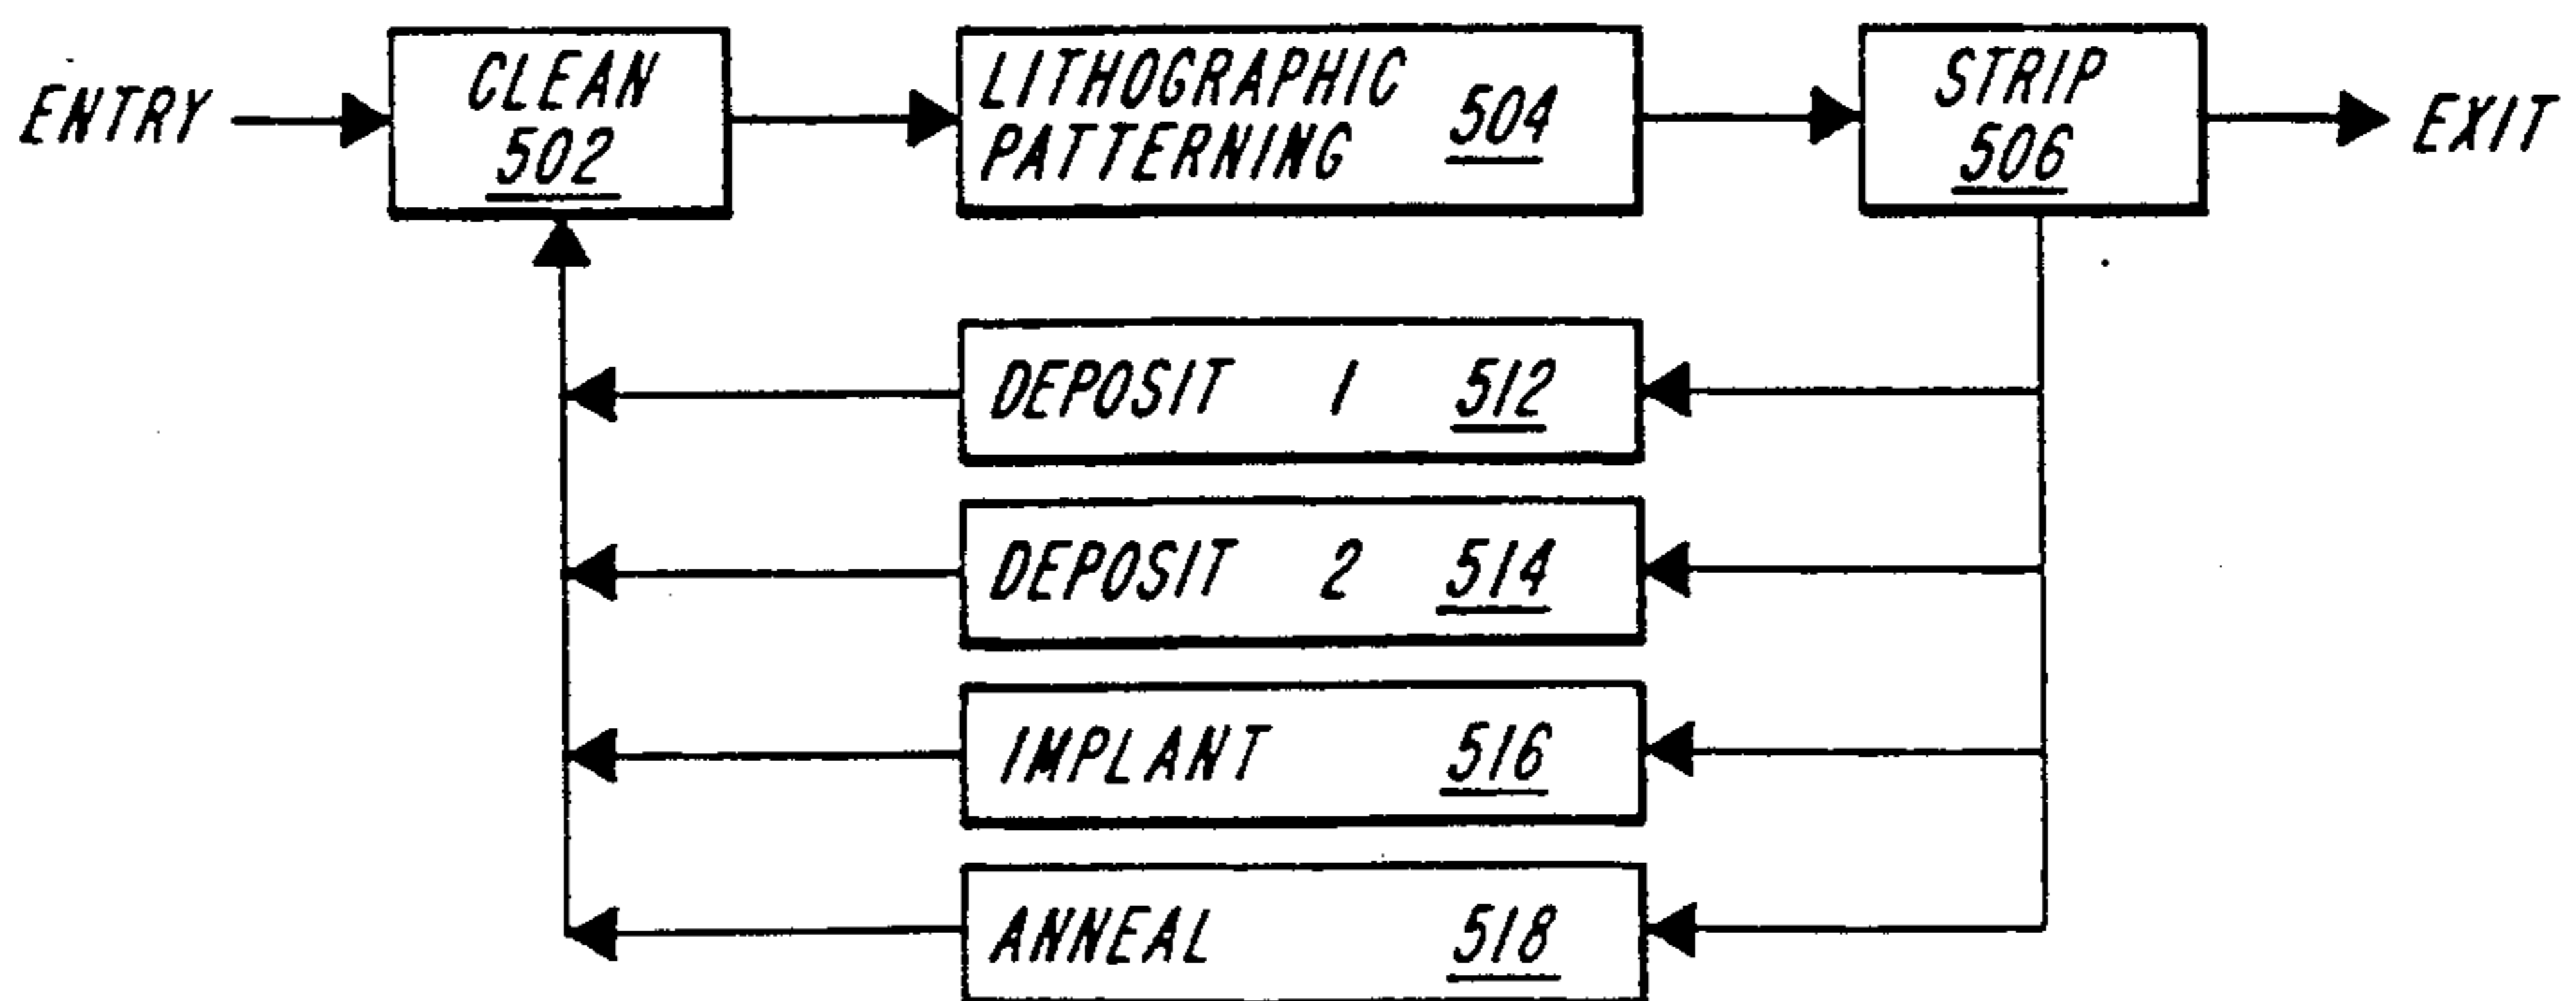 ENTRY
CLEAN
502
LITHOGRAPHIC
PATTERNING 504
STRIP
506
EXIT
DEPOSIT 1 512
DEPOSIT 2 514
IMPLANT 516
ANNEAL 518